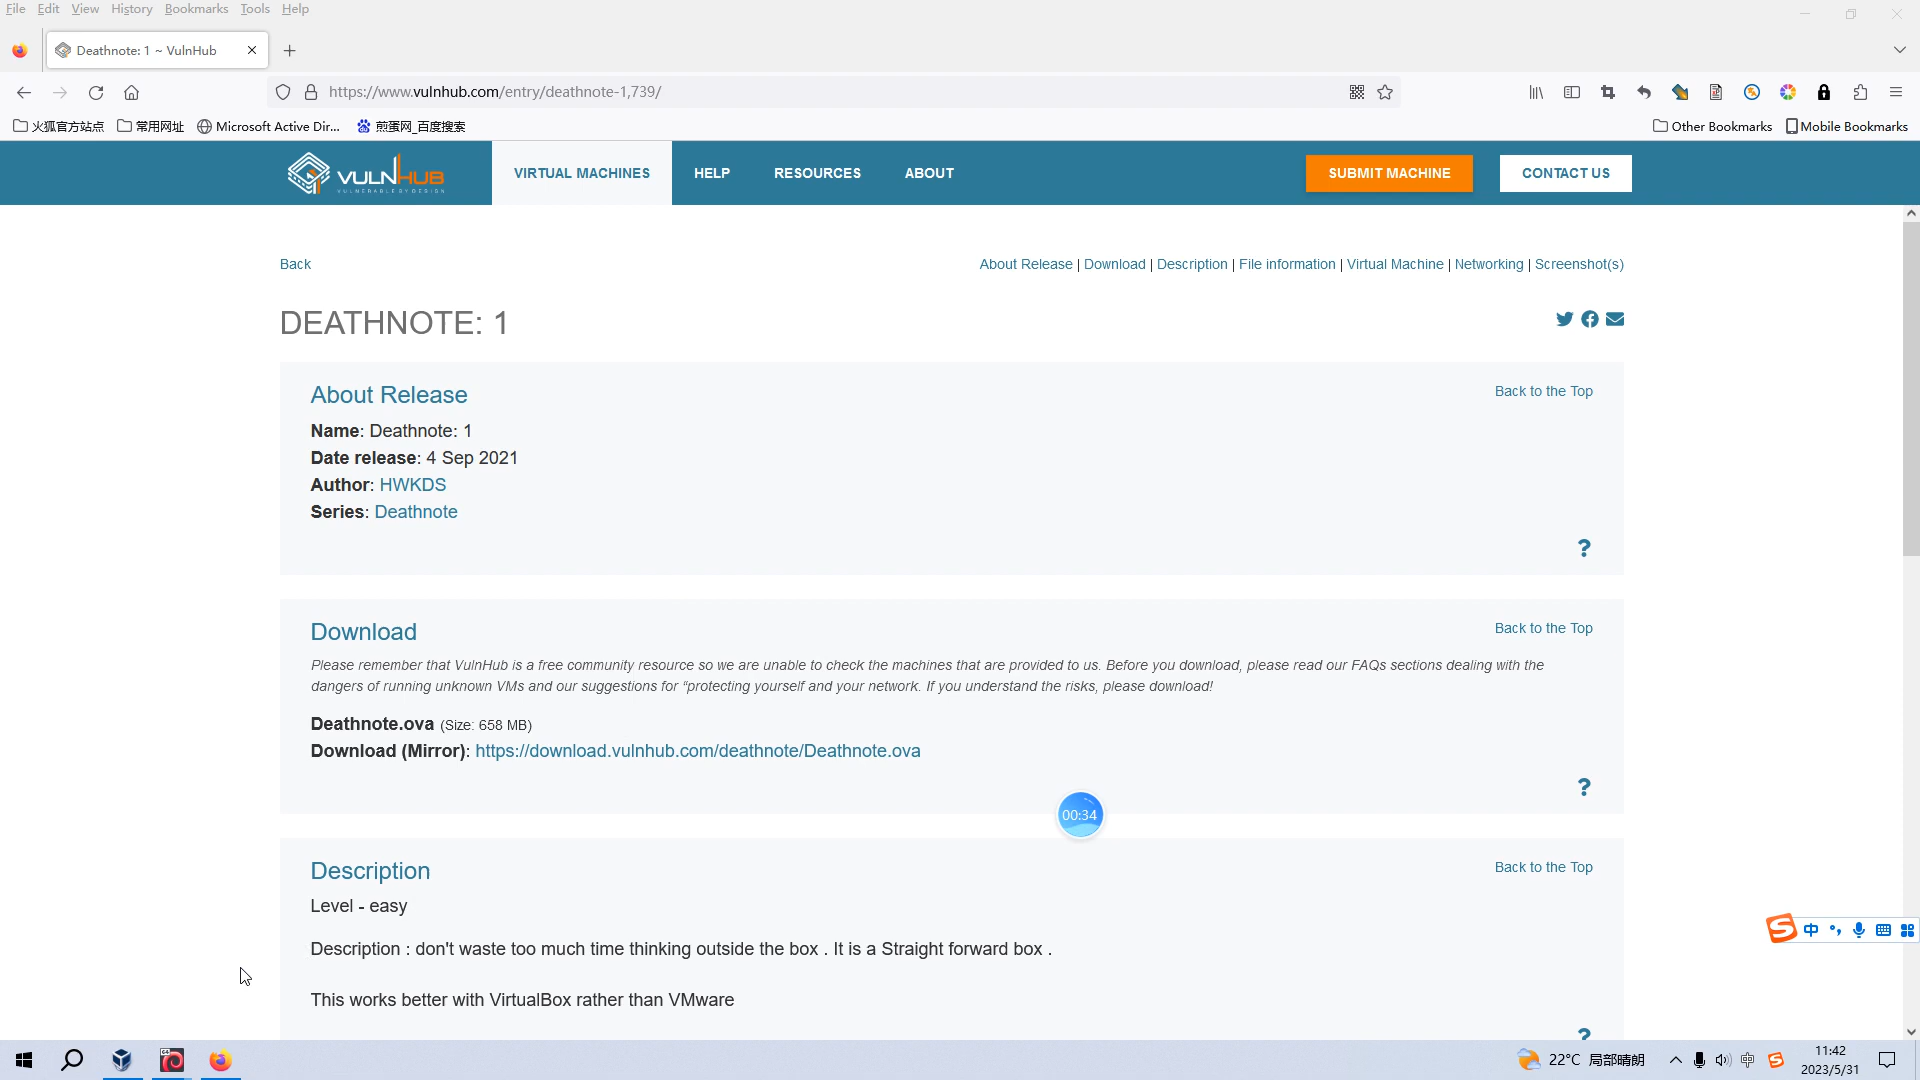 File Edit View History Bookmarks Tools Help
Deathnote: 1 ~ VulnHub
https://www.vulnhub.com/entry/deathnote-1,739/
火狐官方站点 常用网址 Microsoft Active Dir... 煎蛋网_百度搜索 Other Bookmarks Mobile Bookmarks
VULNHUB
VULNERABLE BY DESIGN
VIRTUAL MACHINES HELP RESOURCES ABOUT SUBMIT MACHINE CONTACT US
Back About Release | Download | Description | File information | Virtual Machine | Networking | Screenshot(s)
DEATHNOTE: 1
About Release Back to the Top
Name: Deathnote: 1
Date release: 4 Sep 2021
Author: HWKDS
Series: Deathnote
?
Download Back to the Top
Please remember that VulnHub is a free community resource so we are unable to check the machines that are provided to us. Before you download, please read our FAQs sections dealing with the
dangers of running unknown VMs and our suggestions for “protecting yourself and your network. If you understand the risks, please download!
Deathnote.ova (Size: 658 MB)
Download (Mirror): https://download.vulnhub.com/deathnote/Deathnote.ova
?
00:34
Description Back to the Top
Level - easy
中
Description : don't waste too much time thinking outside the box . It is a Straight forward box .
This works better with VirtualBox rather than VMware
?
22°C 局部晴朗 中 11:42
2023/5/31